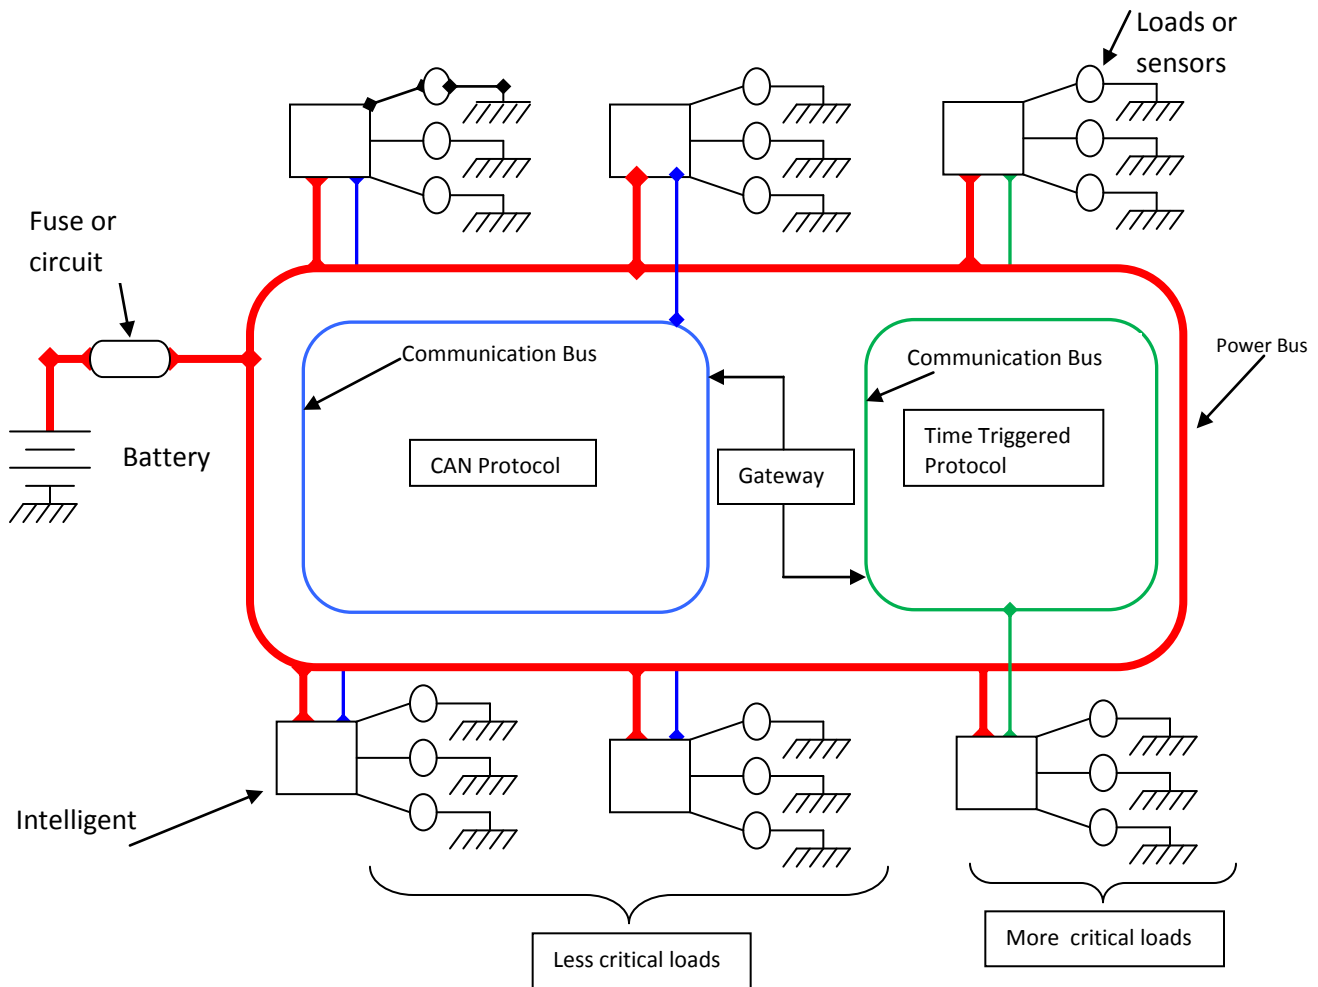 Loads or
sensors
Fuse or
circuit
Communication Bus
Communication Bus
Power Bus
Battery
CAN Protocol
Gateway
Time Triggered
Protocol
Intelligent
Less critical loads
More  critical loads